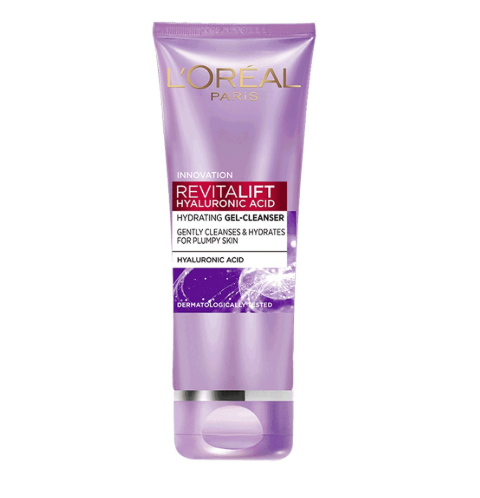 L'ORÉAL
PARIS
INNOVATION
REVITALIFT
HYALURONIC ACID
HYDRATING GEL-CLEANSER
GENTLY CLEANSES & HYDRATES
FOR PLUMPY SKIN
HYALURONIC ACID
DERMATOLOGICALLY TESTED